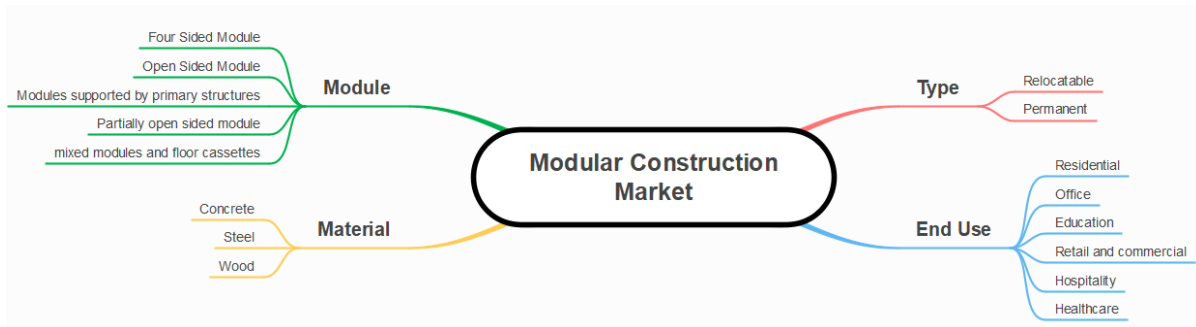 Modular Construction
Market
Module
Four Sided Module
Open Sided Module
Modules supported by primary structures
Partially open sided module
mixed modules and floor cassettes
Material
Concrete
Steel
Wood
Type
Relocatable
Permanent
End Use
Residential
Office
Education
Retail and commercial
Hospitality
Healthcare